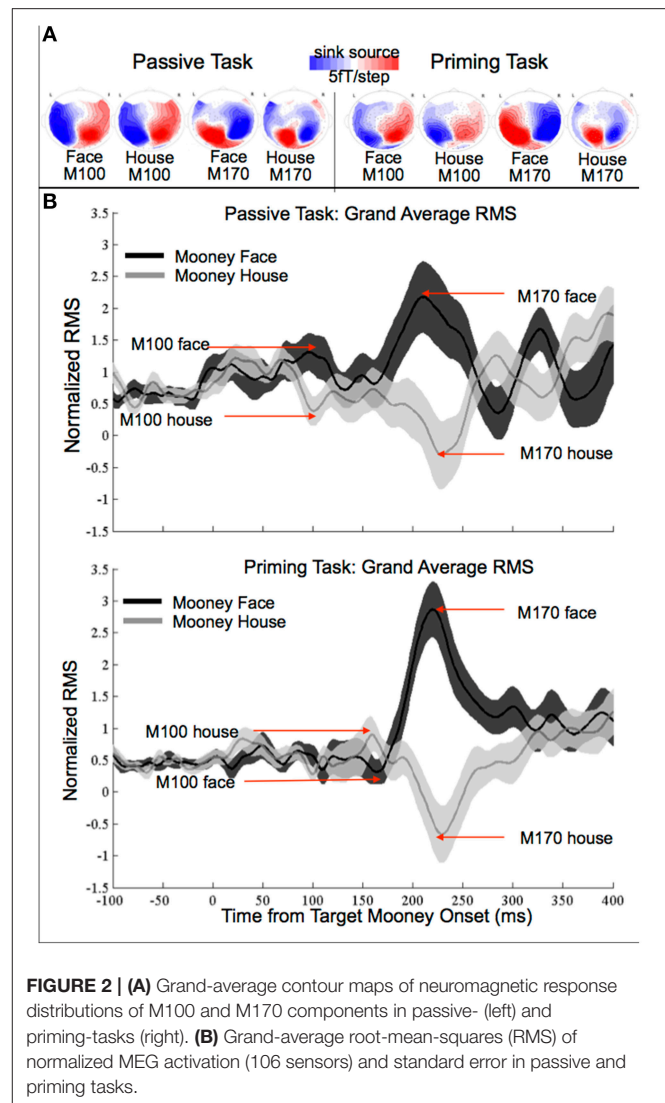 A
Passive Task
sink source
5fT/step
Priming Task
L R L R L R L R L R L R L R L R
Face House Face House Face House Face House
M100 M100 M170 M170 M100 M100 M170 M170
B
Passive Task: Grand Average RMS
Mooney Face
Mooney House
M170 face
M100 face
M100 house
M170 house
Normalized RMS
3.5
3
2.5
2
1.5
1
0.5
0
-0.5
-1
-1.5
Priming Task: Grand Average RMS
Mooney Face
Mooney House
M170 face
M100 house
M100 face
M170 house
Normalized RMS
3.5
3
2.5
2
1.5
1
0.5
0
-0.5
-1
-1.5
-100 -50 0 50 100 150 200 250 300 350 400
Time from Target Mooney Onset (ms)
FIGURE 2 | (A) Grand-average contour maps of neuromagnetic response
distributions of M100 and M170 components in passive- (left) and
priming-tasks (right). (B) Grand-average root-mean-squares (RMS) of
normalized MEG activation (106 sensors) and standard error in passive and
priming tasks.